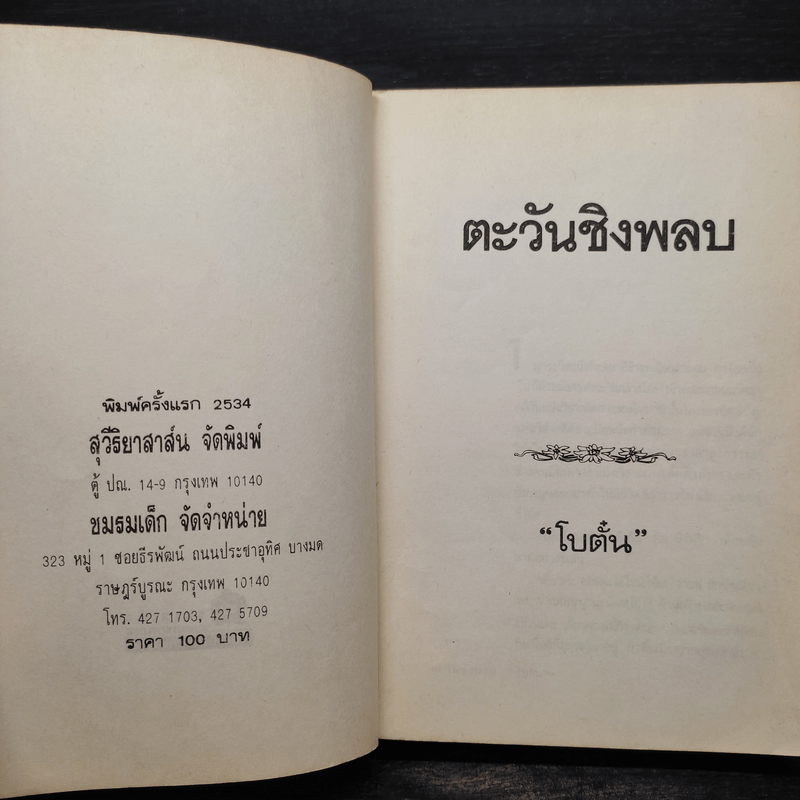 พิมพ์ครั้งแรก 2534
สุวีริยาสาส์น จัดพิมพ์
ตู้ ปณ. 14-9 กรุงเทพ 10140
ชมรมเด็ก จัดจำหน่าย
323 หมู่ 1 ซอยธีรพัฒน์ ถนนประชาอุทิศ บางมด
ราษฎร์บูรณะ กรุงเทพ 10140
โทร. 427 1703, 427 5709
ราคา 100 บาท
ตะวันชิงพลบ
“โบตั๋น”